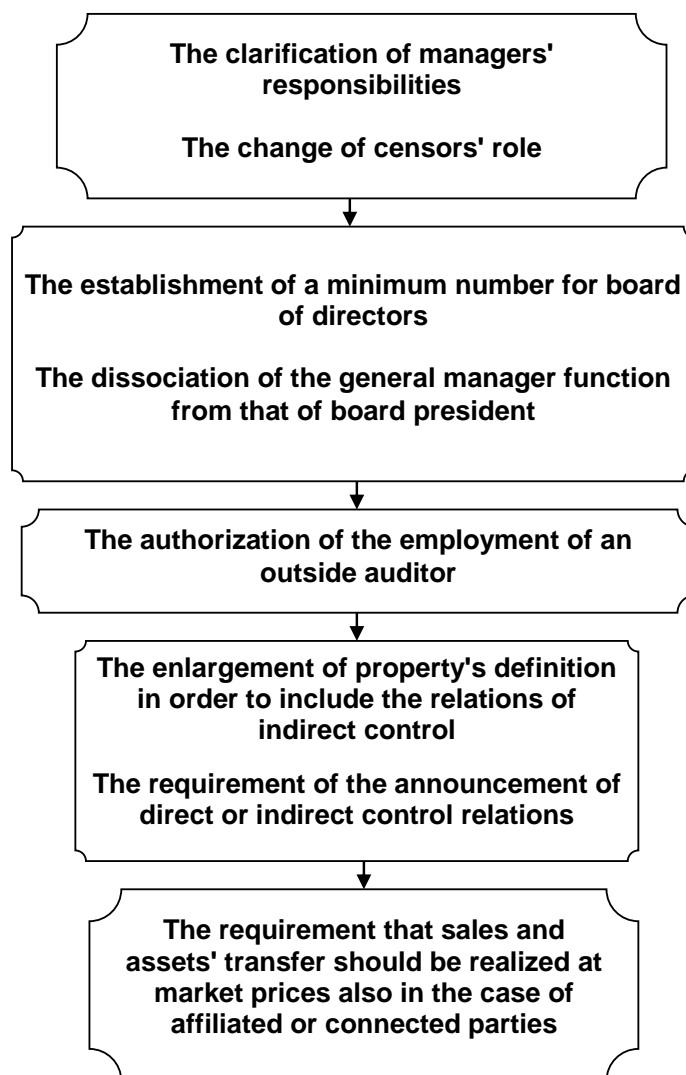 The clarification of managers'
responsibilities
The change of censors' role
The establishment of a minimum number for board
of directors
The dissociation of the general manager function
from that of board president
The authorization of the employment of an
outside auditor
The enlargement of property's definition
in order to include the relations of
indirect control
The requirement of the announcement of
direct or indirect control relations
The requirement that sales and
assets' transfer should be realized at
market prices also in the case of
affiliated or connected parties